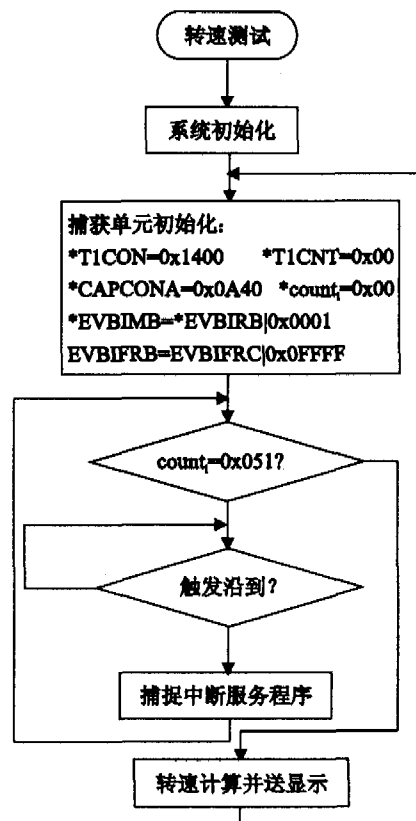 转速测试
系统初始化
捕获单元初始化：
*T1CON=0x1400 *T1CNT=0x00
*CAPCONA=0x0A40 *countᵢ=0x00
*EVBIMB=*EVBIRB|0x0001
EVBIFRB=EVBIFRC|0x0FFFF
countᵢ=0x051?
触发沿到？
捕捉中断服务程序
转速计算并送显示